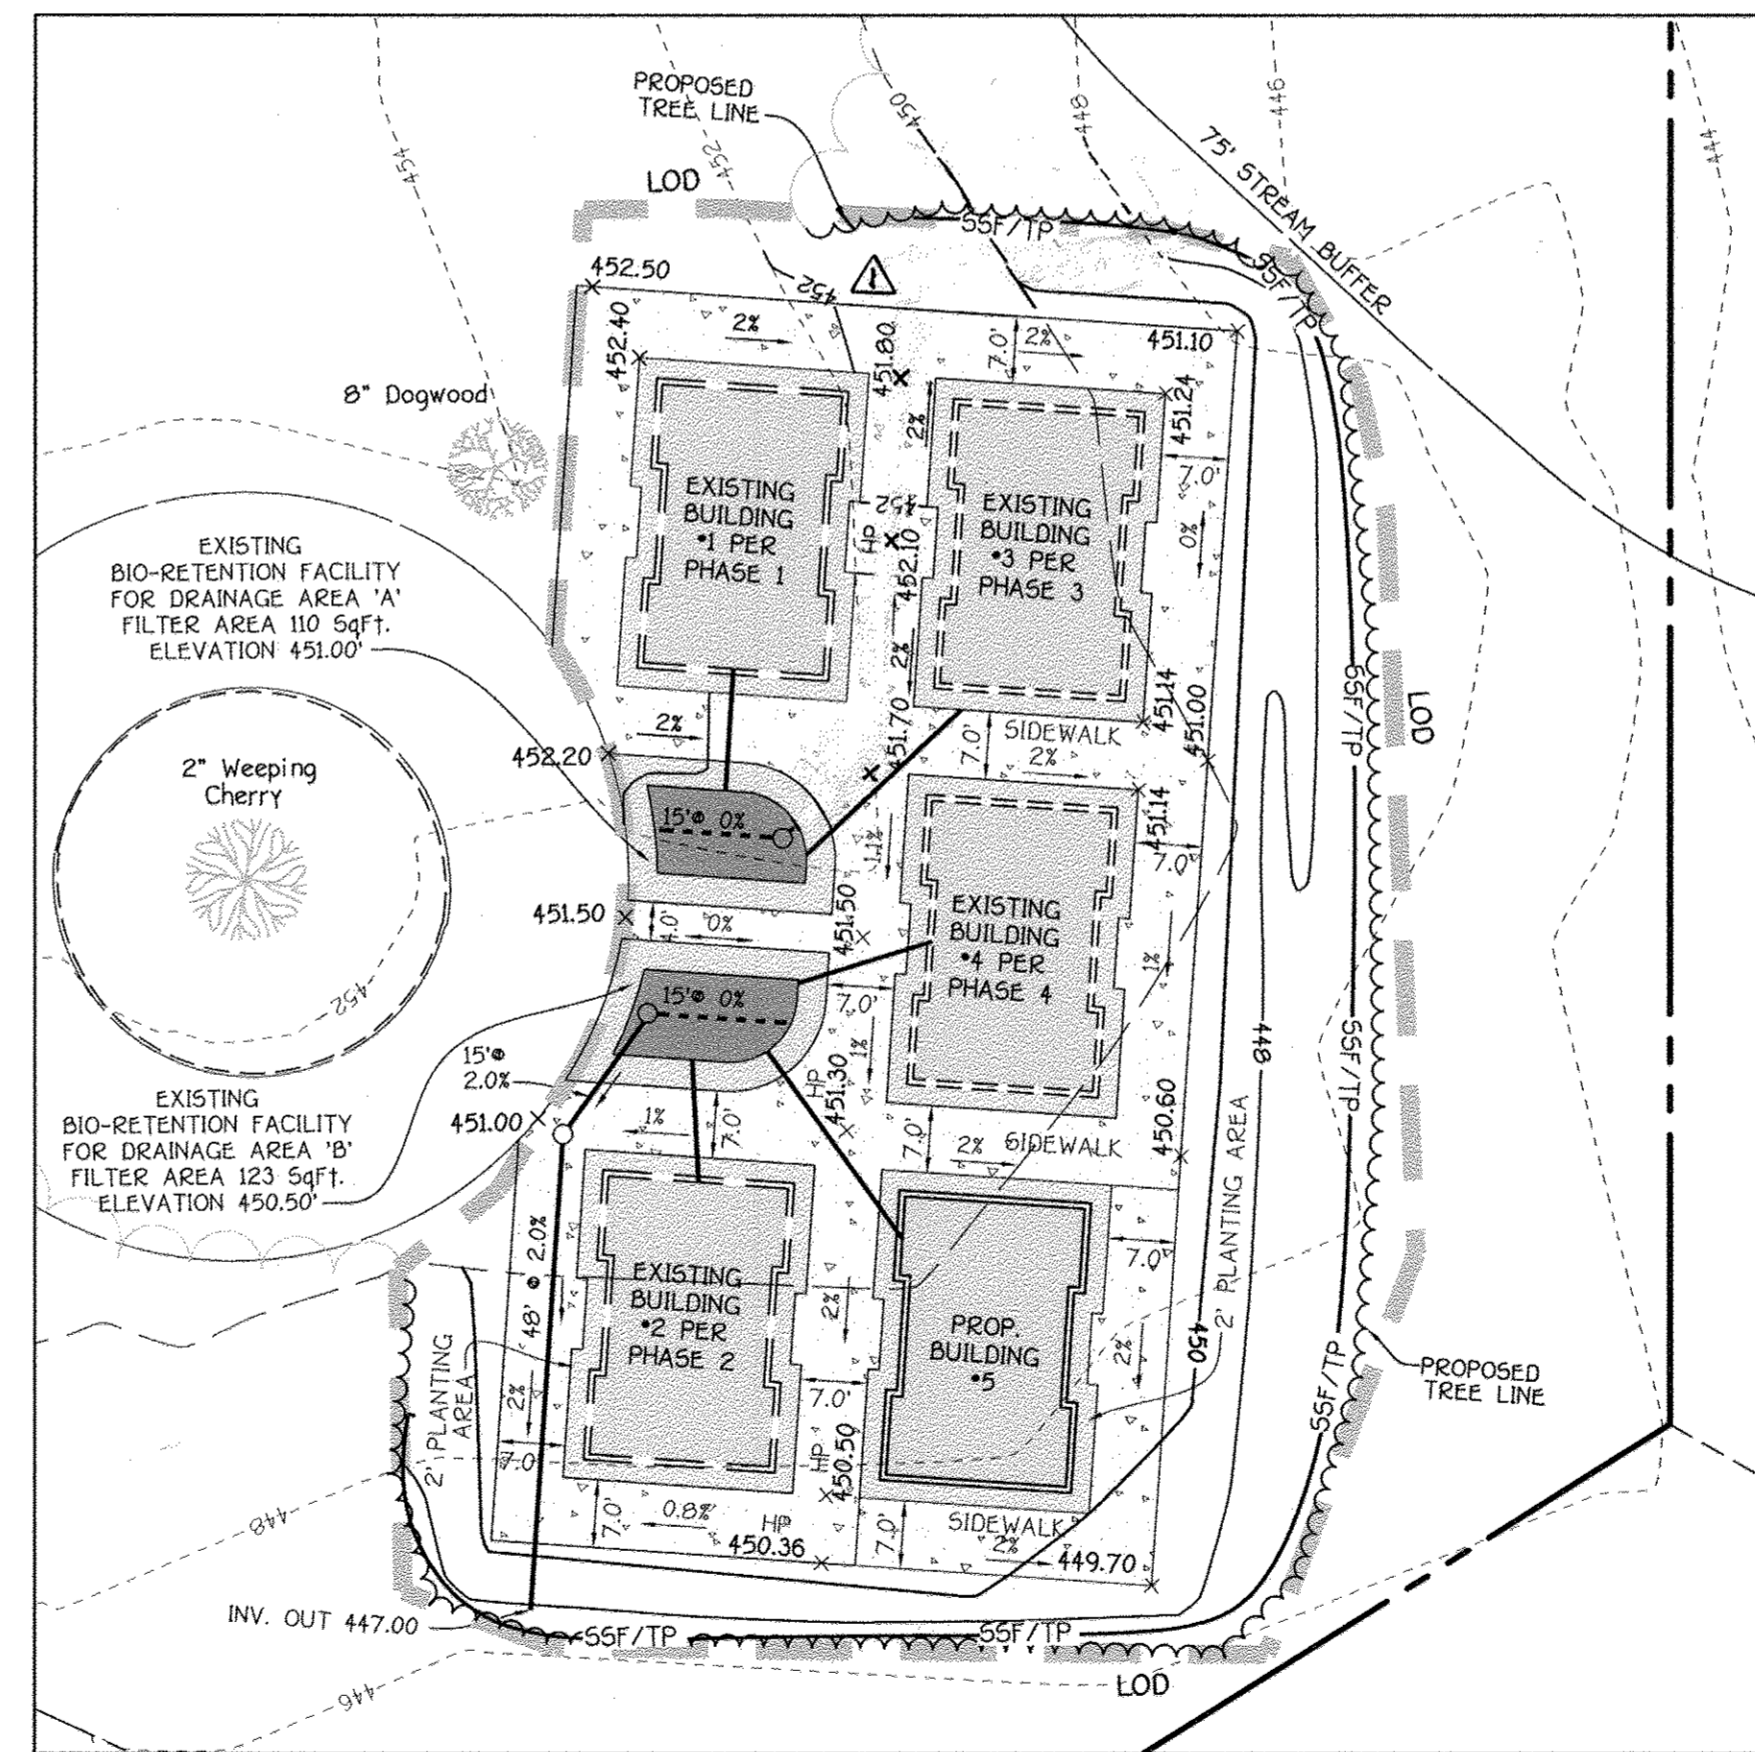 PROPOSED
TREE LINE
454
452
450
448
446
444
75' STREAM BUFFER
LOD
SSF/TP
SSF/TP
452.50
452
1
452.40
2%
451.80
7.0'
2%
451.10
8" Dogwood
2%
451.24
7.0'
EXISTING
BUILDING
•1 PER
PHASE 1
452
HP
452.10
EXISTING
BUILDING
•3 PER
PHASE 3
0%
EXISTING
BIO-RETENTION FACILITY
FOR DRAINAGE AREA 'A'
FILTER AREA 110 SqFt.
ELEVATION 451.00'
2%
451.70
451.14
451.00
SSF/TP
LOD
2%
452.20
7.0'
SIDEWALK
2%
2" Weeping
Cherry
15'@ 0%
1.1%
451.14
7.0'
451.50
0%
451.50
EXISTING
BUILDING
•4 PER
PHASE 4
1%
452
15'@ 0%
7.0'
15'@
2.0%
1%
HP
451.30
448
SSF/TP
EXISTING
BIO-RETENTION FACILITY
FOR DRAINAGE AREA 'B'
FILTER AREA 123 SqFt.
ELEVATION 450.50'
451.00
1%
7.0'
7.0'
2% SIDEWALK
450.60
2' PLANTING AREA
48' @ 2.0%
EXISTING
BUILDING
•2 PER
PHASE 2
2%
7.0'
PROP.
BUILDING
•5
7.0'
2%
450
SSF/TP
PROPOSED
TREE LINE
2' PLANTING
AREA
2%
7.0'
HP
450.50
448
7.0'
0.8%
HP
450.36
7.0'
SIDEWALK
2%
449.70
INV. OUT 447.00
SSF/TP
SSF/TP
446
LOD